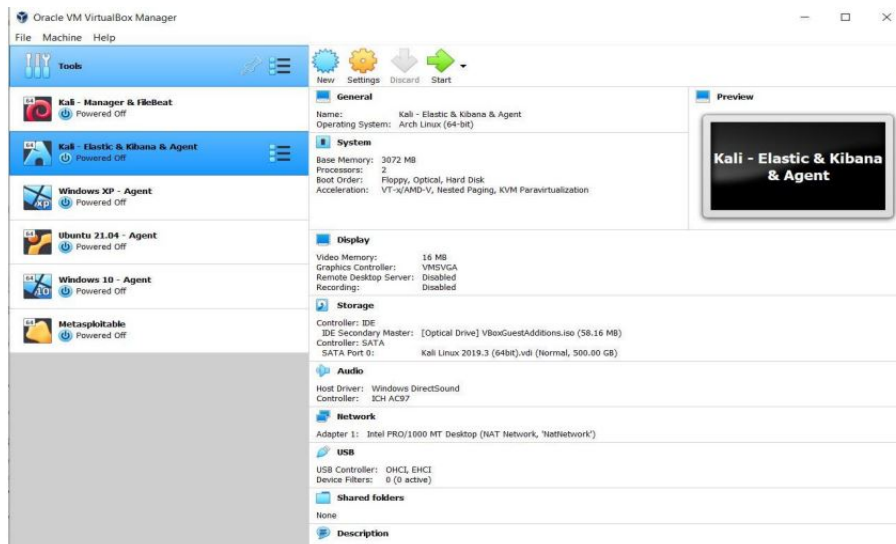 Oracle VM VirtualBox Manager
File Machine Help
Tools
New Settings Discard Start
64 Kali - Manager & FileBeat
Powered Off
64 Kali - Elastic & Kibana & Agent
Powered Off
Windows XP - Agent
xp Powered Off
64 Ubuntu 21.04 - Agent
Powered Off
64 Windows 10 - Agent
10 Powered Off
64 Metasploitable
Powered Off
General
Name: Kali - Elastic & Kibana & Agent
Operating System: Arch Linux (64-bit)
System
Base Memory: 3072 MB
Processors: 2
Boot Order: Floppy, Optical, Hard Disk
Acceleration: VT-x/AMD-V, Nested Paging, KVM Paravirtualization
Preview
Kali - Elastic & Kibana
& Agent
Display
Video Memory: 16 MB
Graphics Controller: VMSVGA
Remote Desktop Server: Disabled
Recording: Disabled
Storage
Controller: IDE
IDE Secondary Master: [Optical Drive] VBoxGuestAdditions.iso (58.16 MB)
Controller: SATA
SATA Port 0: Kali Linux 2019.3 (64bit).vdi (Normal, 500.00 GB)
Audio
Host Driver: Windows DirectSound
Controller: ICH AC97
Network
Adapter 1: Intel PRO/1000 MT Desktop (NAT Network, 'NatNetwork')
USB
USB Controller: OHCI, EHCI
Device Filters: 0 (0 active)
Shared folders
None
Description